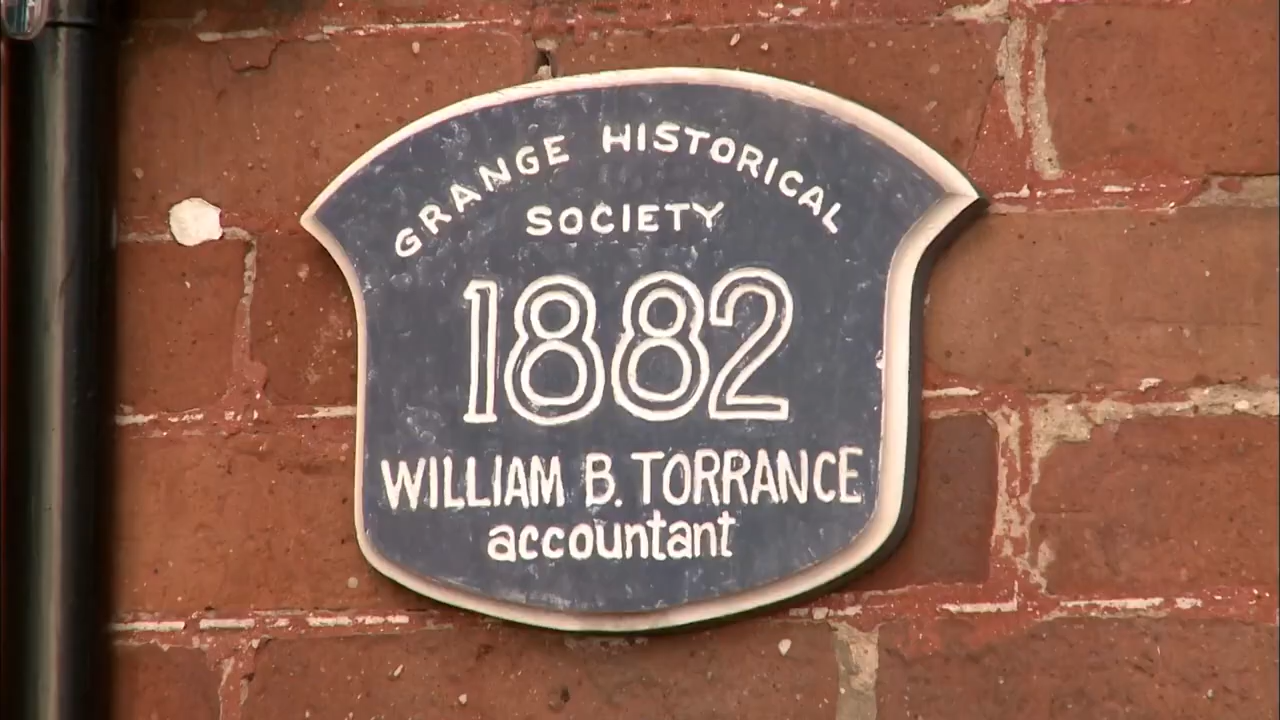 GRANGE HISTORICAL
SOCIETY
1882
WILLIAM B. TORRANCE
accountant